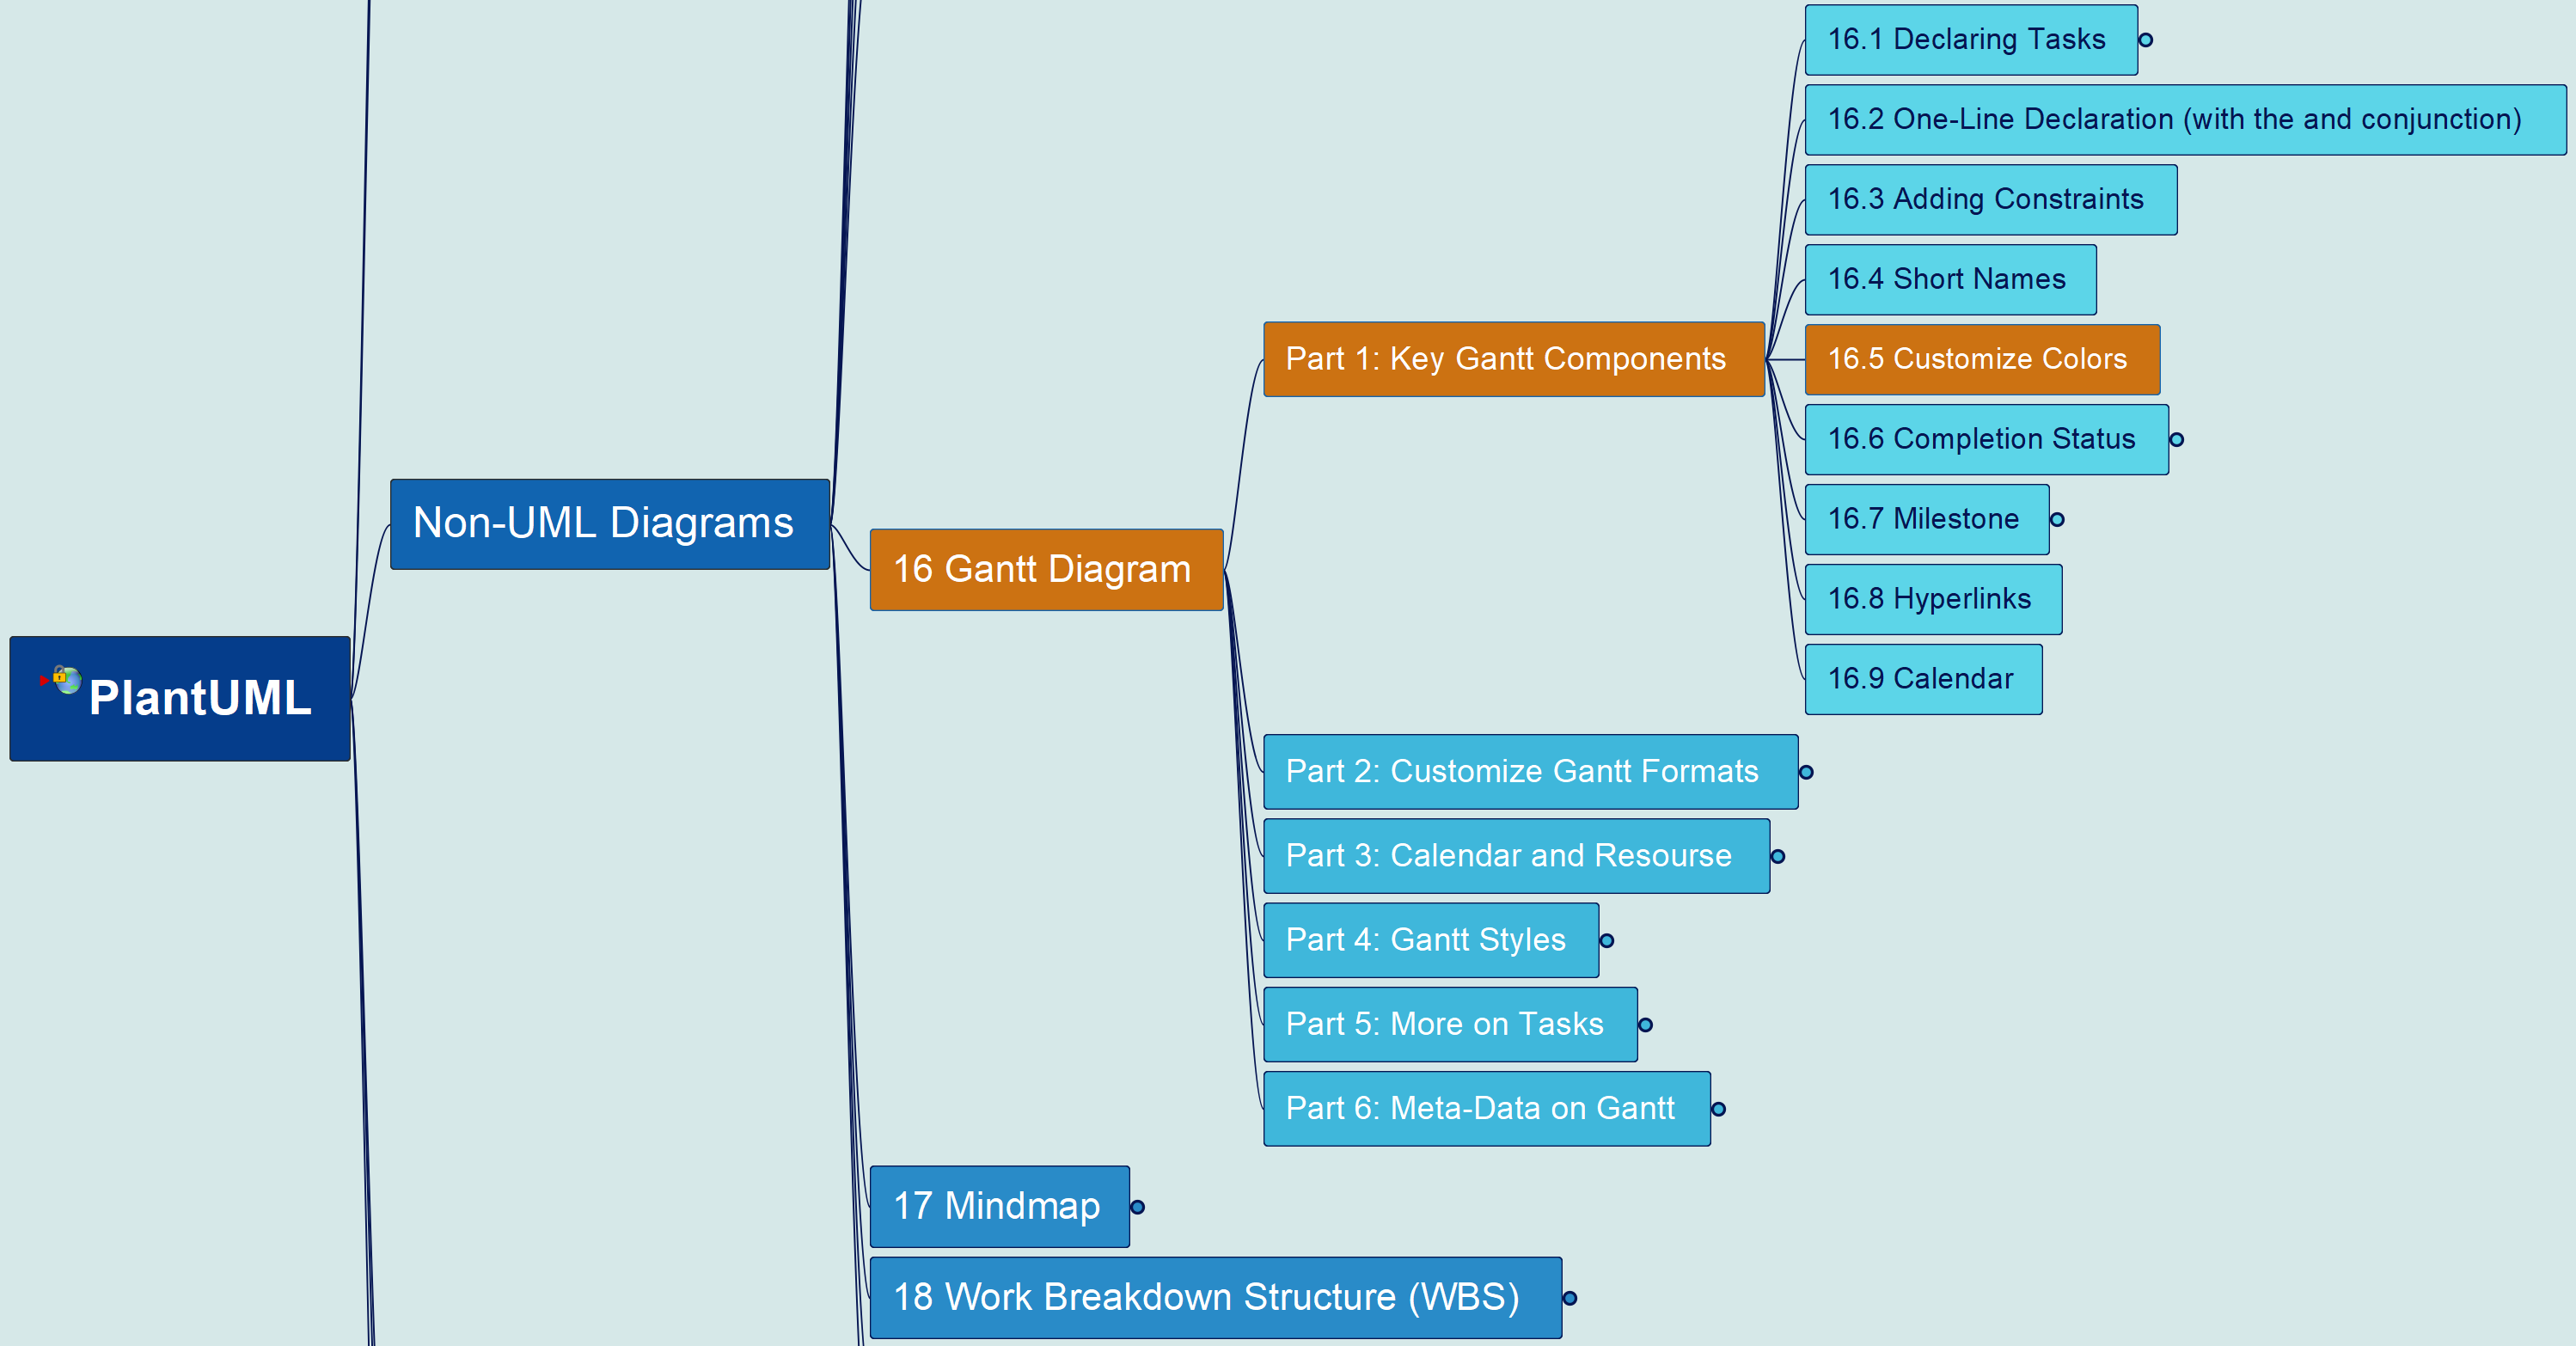 16.1 Declaring Tasks
16.2 One-Line Declaration (with the and conjunction)
16.3 Adding Constraints
16.4 Short Names
Part 1: Key Gantt Components
16.5 Customize Colors
16.6 Completion Status
Non-UML Diagrams
16.7 Milestone
16 Gantt Diagram
16.8 Hyperlinks
PlantUML
16.9 Calendar
Part 2: Customize Gantt Formats
Part 3: Calendar and Resourse
Part 4: Gantt Styles
Part 5: More on Tasks
Part 6: Meta-Data on Gantt
17 Mindmap
18 Work Breakdown Structure (WBS)